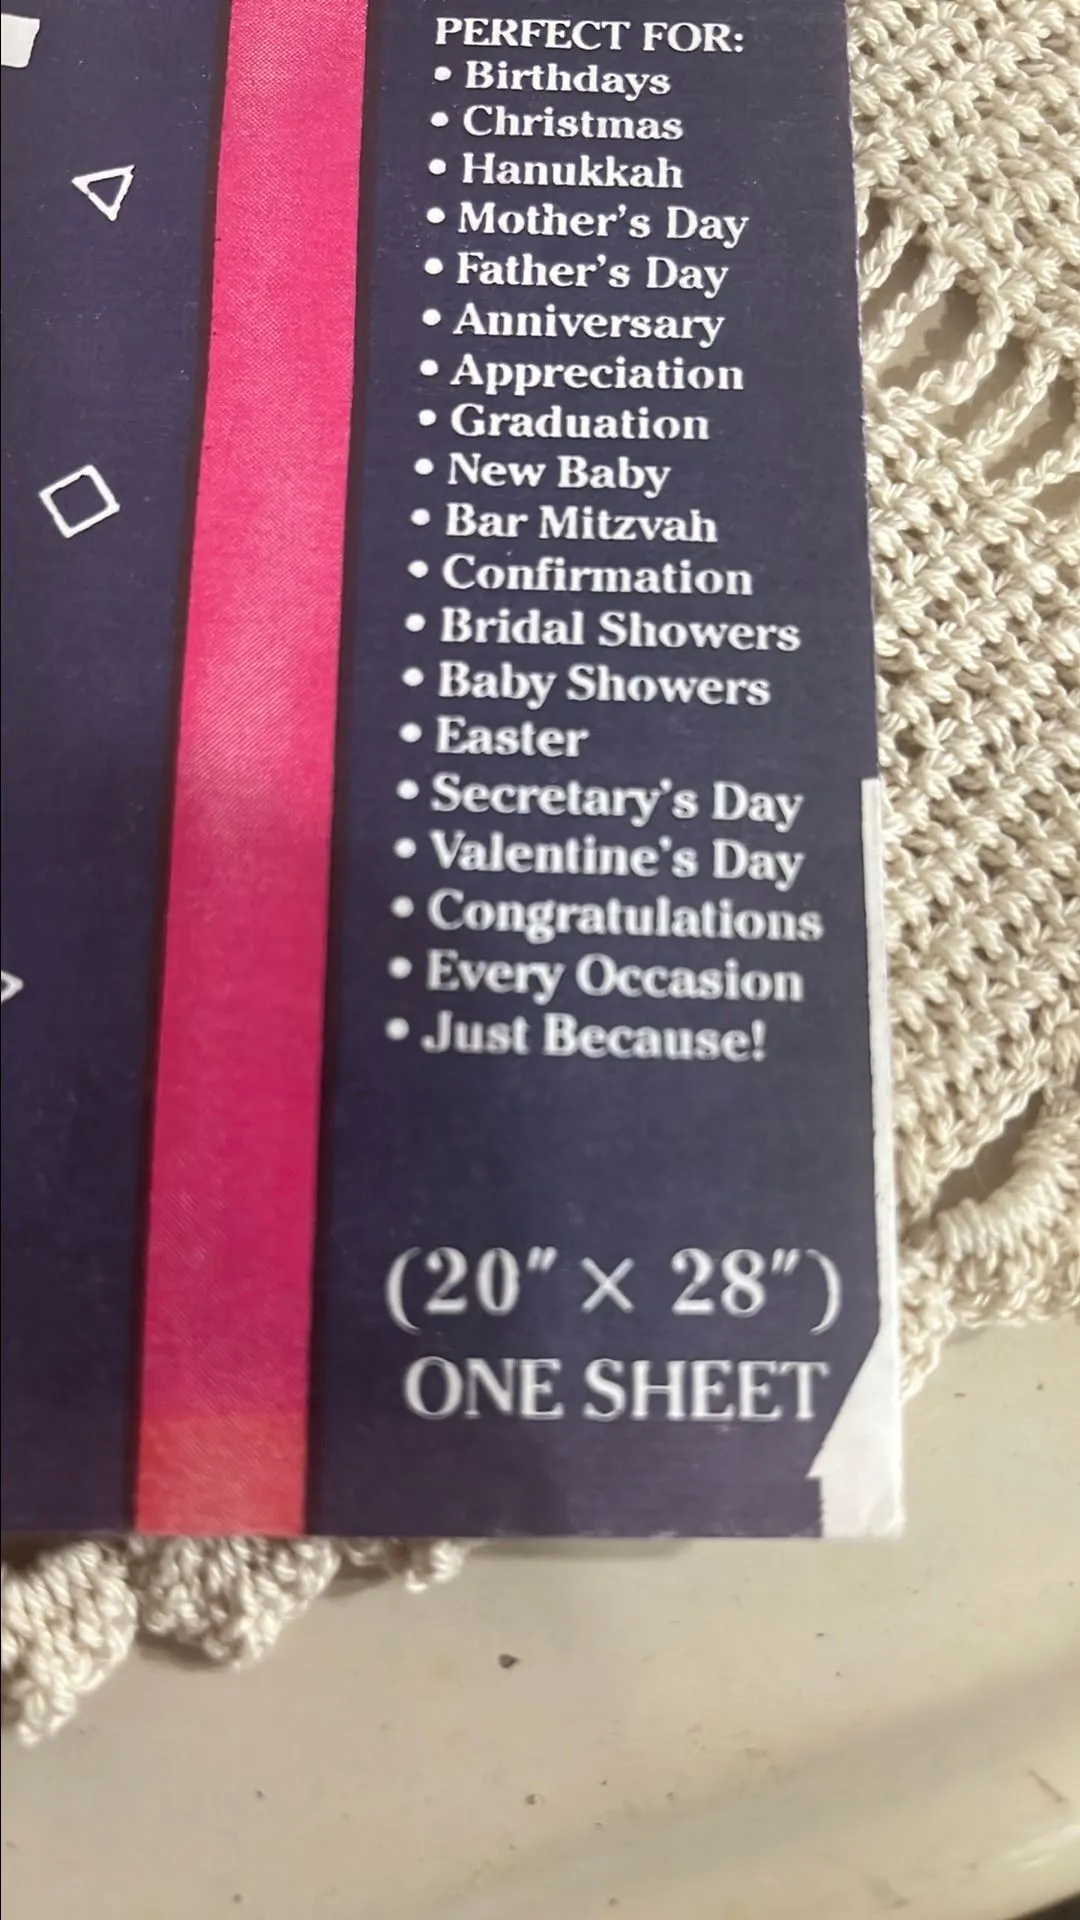 PERFECT FOR:
• Birthdays
• Christmas
• Hanukkah
• Mother's Day
• Father's Day
• Anniversary
• Appreciation
• Graduation
• New Baby
• Bar Mitzvah
• Confirmation
• Bridal Showers
• Baby Showers
• Easter
• Secretary's Day
• Valentine's Day
• Congratulations
• Every Occasion
• Just Because!
(20" × 28")
ONE SHEET